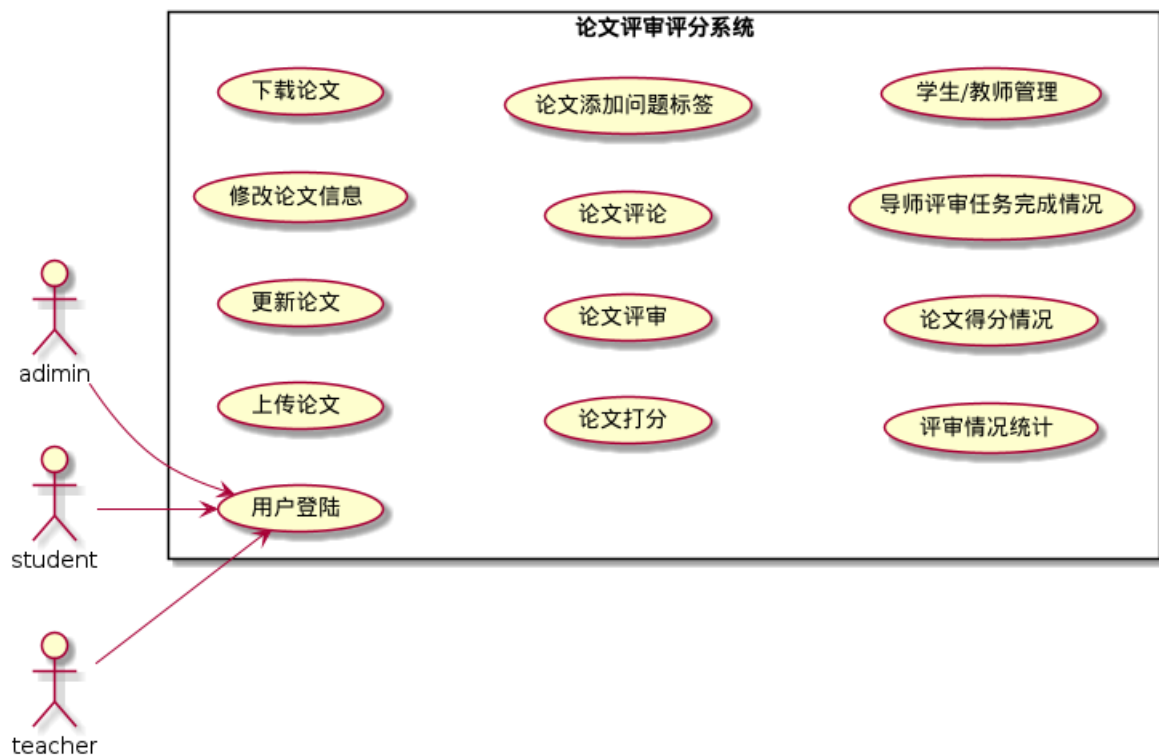 论文评审评分系统
下载论文
修改论文信息
更新论文
上传论文
用户登陆
论文添加问题标签
论文评论
论文评审
论文打分
学生/教师管理
导师评审任务完成情况
论文得分情况
评审情况统计
adimin
student
teacher